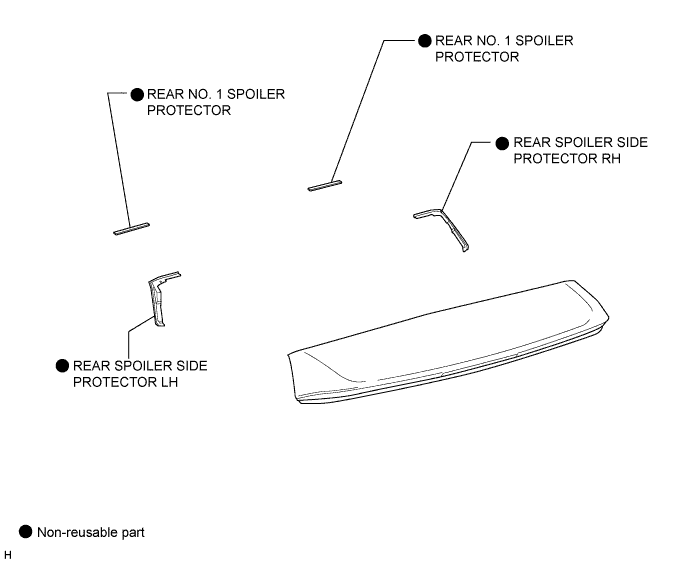 REAR NO. 1 SPOILER
PROTECTOR
REAR NO. 1 SPOILER
PROTECTOR
REAR SPOILER SIDE
PROTECTOR RH
REAR SPOILER SIDE
PROTECTOR LH
Non-reusable part
H